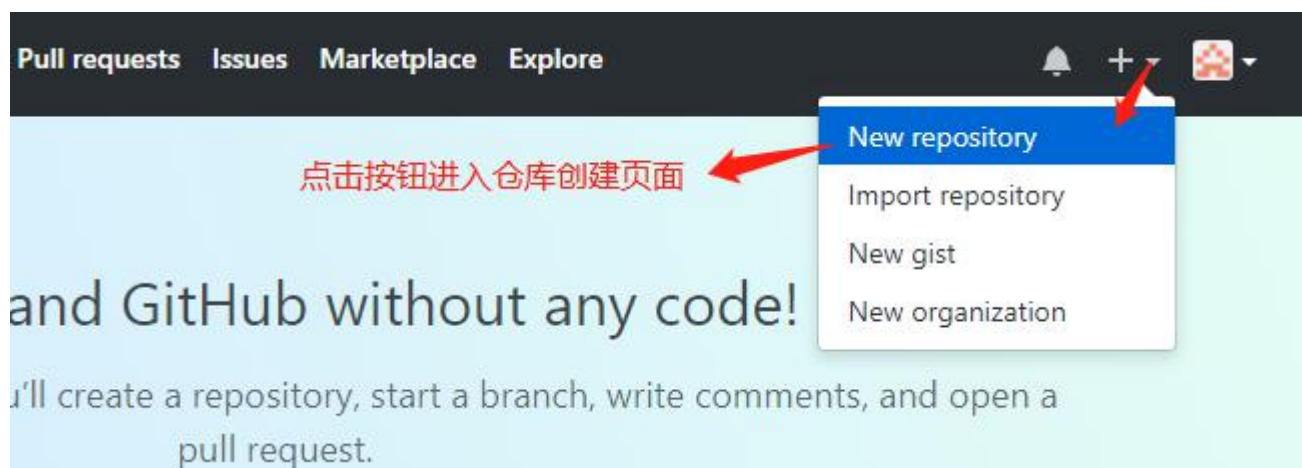 Pull requests Issues Marketplace Explore
New repository
点击按钮进入仓库创建页面
Import repository
New gist
New organization
and GitHub without any code!
u'll create a repository, start a branch, write comments, and open a
pull request.